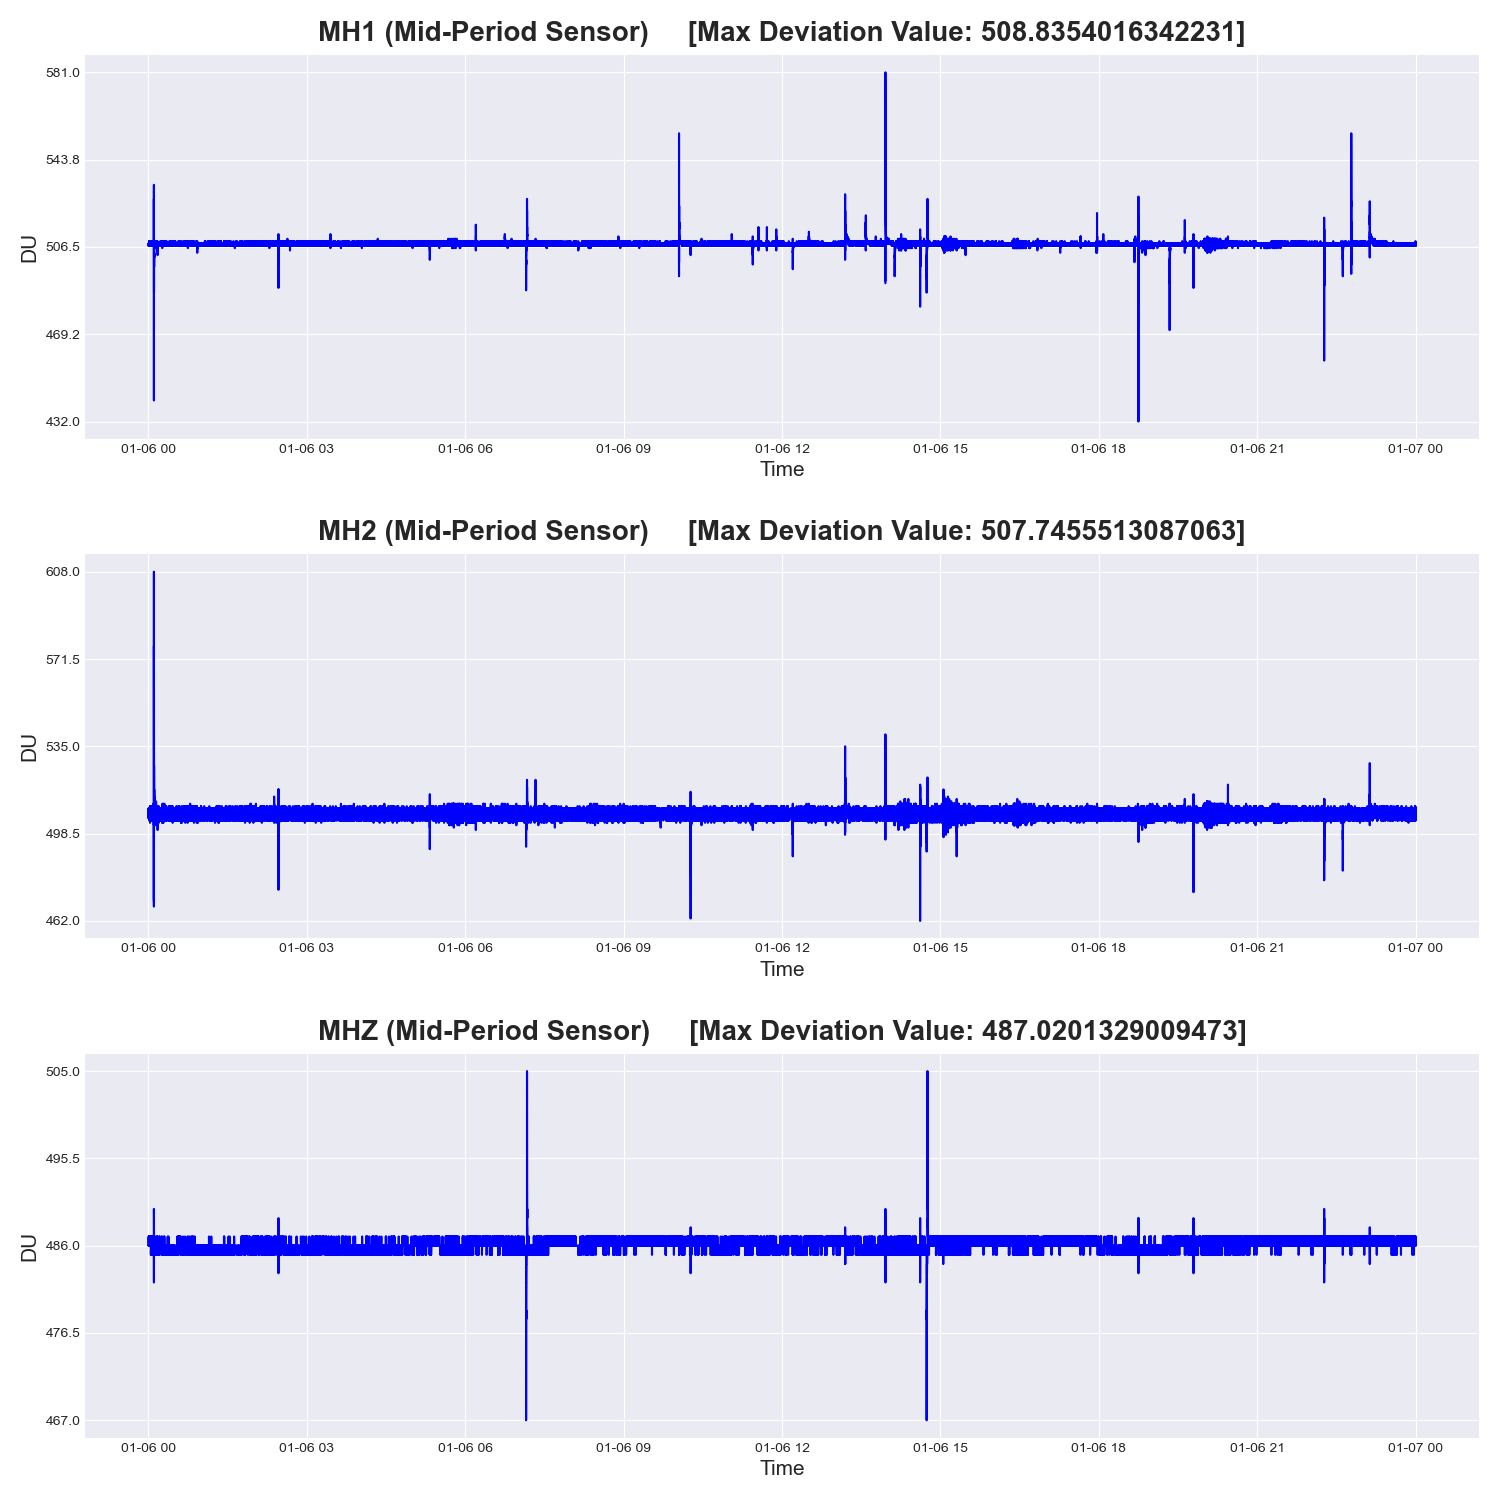 MH1 (Mid-Period Sensor) [Max Deviation Value: 508.8354016342231]
581.0
543.8
506.5
469.2
432.0
DU
01-06 00 01-06 03 01-06 06 01-06 09 01-06 12 01-06 15 01-06 18 01-06 21 01-07 00
Time
MH2 (Mid-Period Sensor) [Max Deviation Value: 507.7455513087063]
608.0
571.5
535.0
498.5
462.0
DU
01-06 00 01-06 03 01-06 06 01-06 09 01-06 12 01-06 15 01-06 18 01-06 21 01-07 00
Time
MHZ (Mid-Period Sensor) [Max Deviation Value: 487.0201329009473]
505.0
495.5
486.0
476.5
467.0
DU
01-06 00 01-06 03 01-06 06 01-06 09 01-06 12 01-06 15 01-06 18 01-06 21 01-07 00
Time